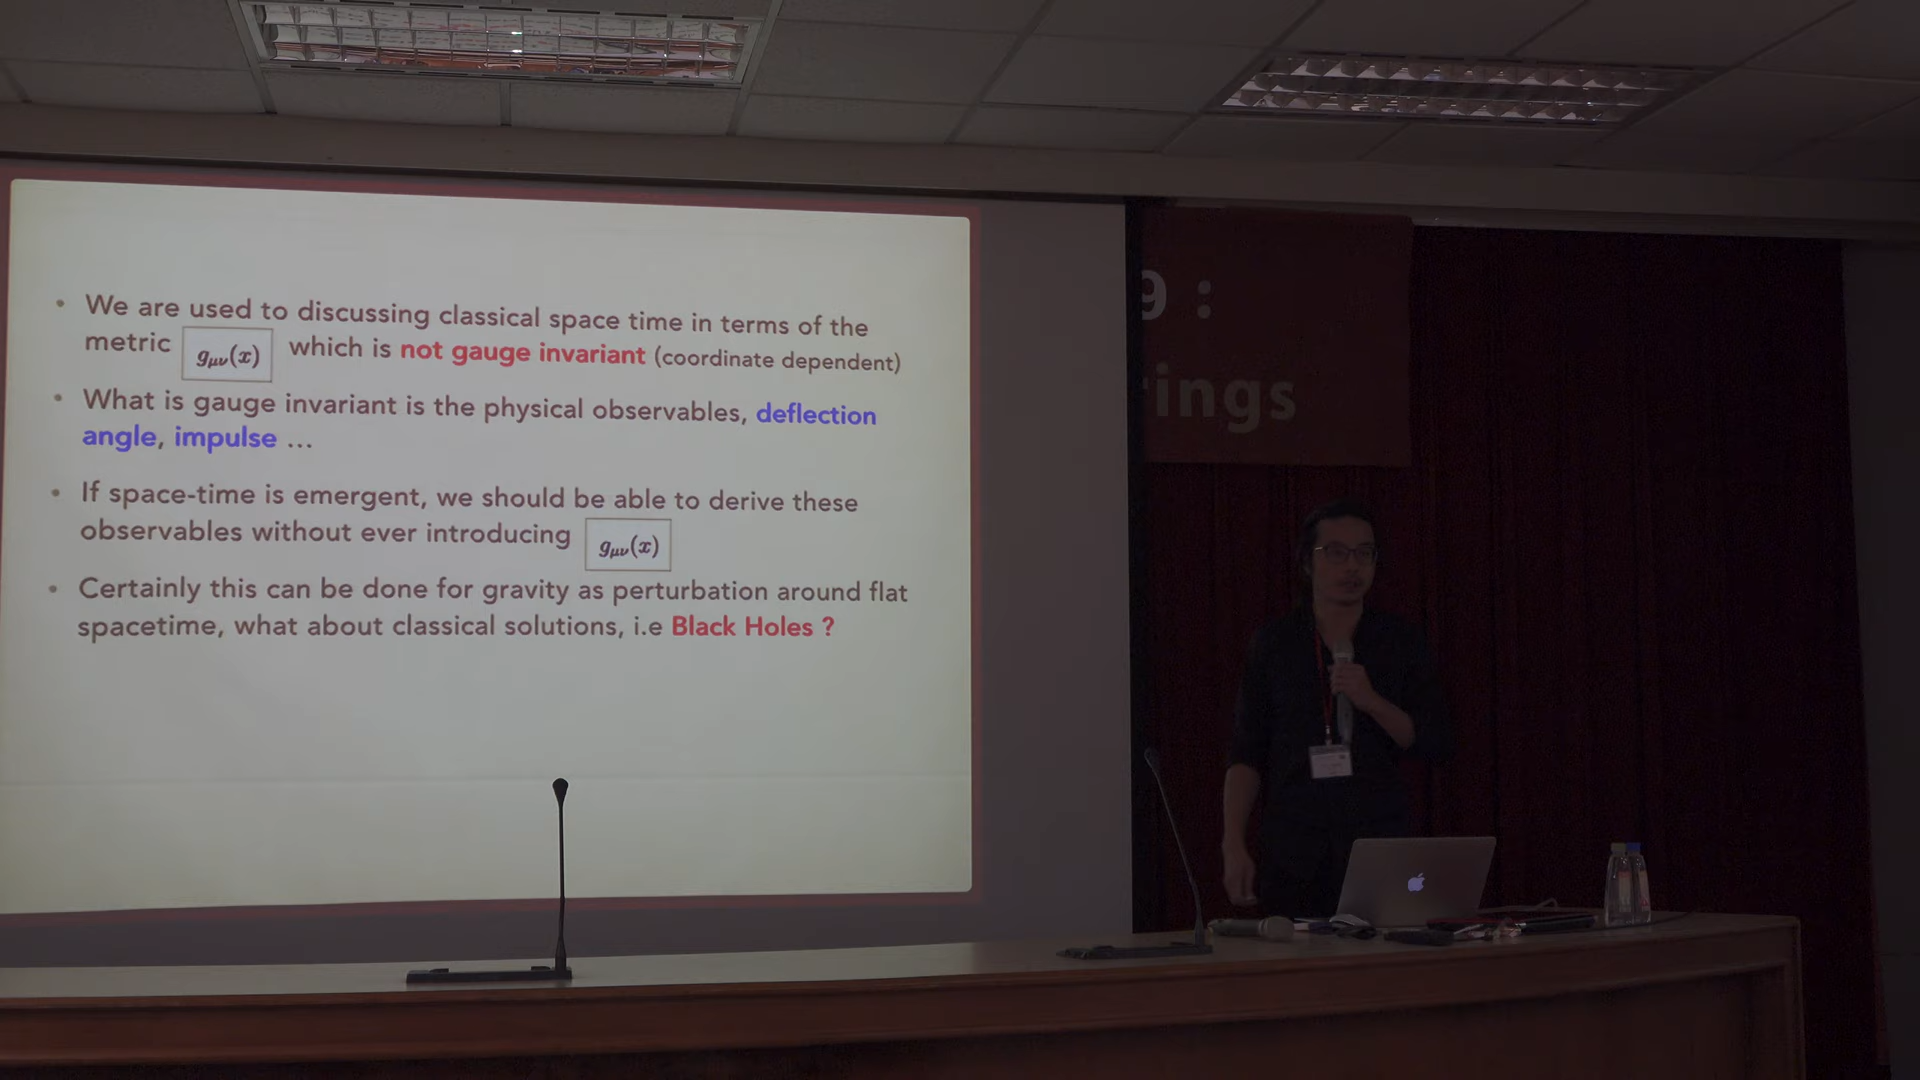 • We are used to discussing classical space time in terms of the
metric gμν(x) which is not gauge invariant (coordinate dependent)
• What is gauge invariant is the physical observables, deflection
angle, impulse ...
• If space-time is emergent, we should be able to derive these
observables without ever introducing gμν(x)
• Certainly this can be done for gravity as perturbation around flat
spacetime, what about classical solutions, i.e Black Holes ?
9 :
rings